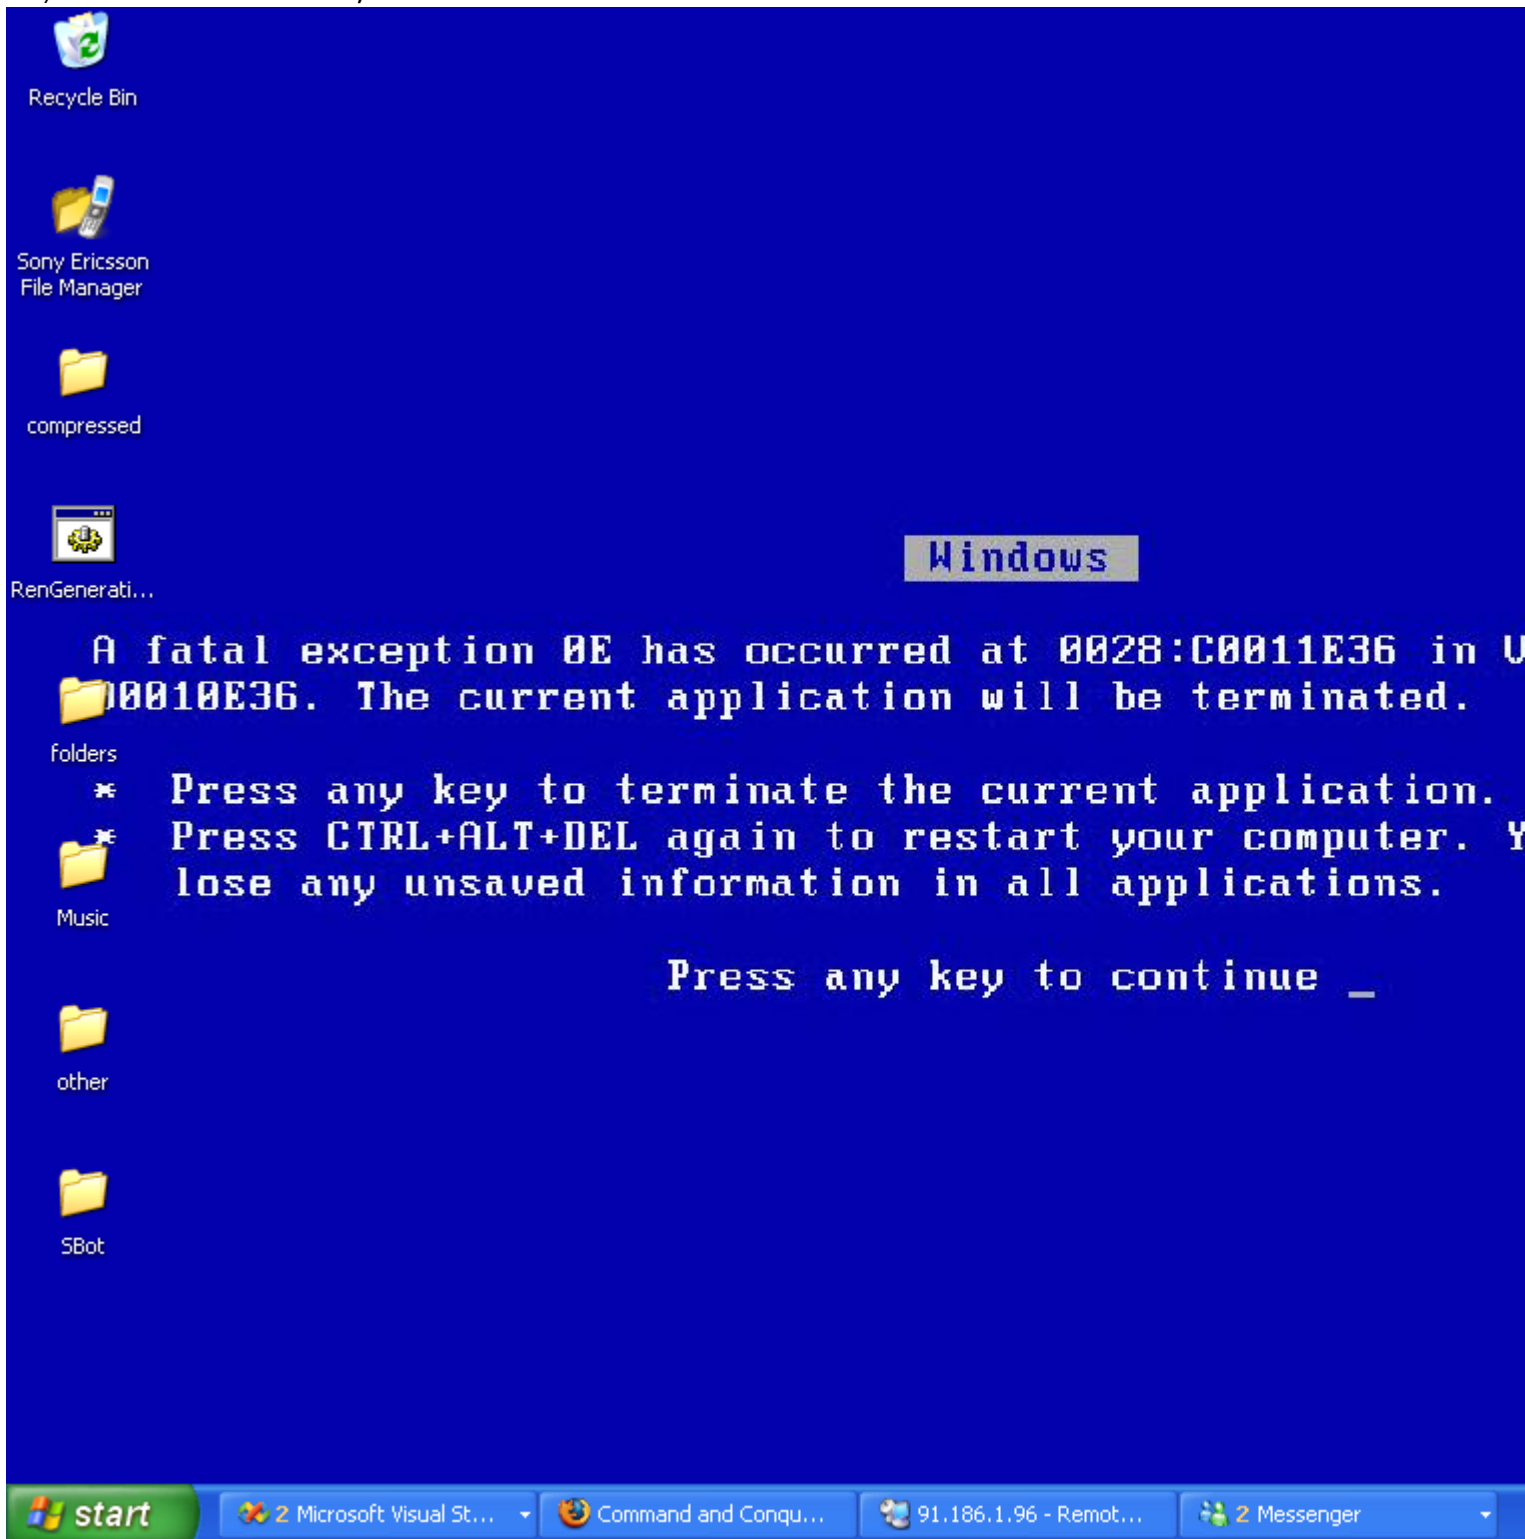 Recycle Bin
Sony Ericsson
File Manager
compressed
RenGenerati...
Windows
A fatal exception 0E has occurred at 0028:C0011E36 in
00010E36. The current application will be terminated.
folders
* Press any key to terminate the current application.
* Press CTRL+ALT+DEL again to restart your computer.
lose any unsaved information in all applications.
Music
Press any key to continue _
other
SBot
start
2 Microsoft Visual St...
Command and Conqu...
91.186.1.96 - Remot...
2 Messenger